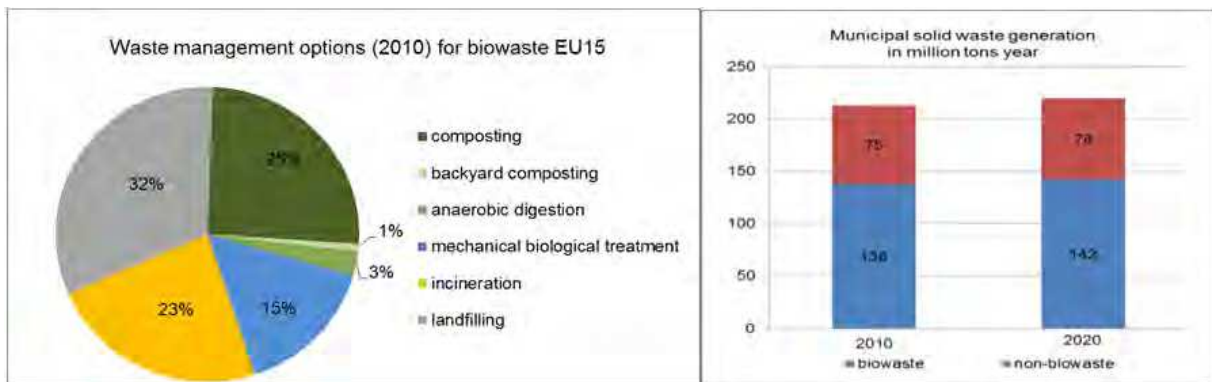 Waste management options (2010) for biowaste EU15
32%
1%
3%
15%
23%
composting
backyard composting
anaerobic digestion
mechanical biological treatment
incineration
landfilling
Municipal solid waste generation
in million tons year
250
200
150
100
50
0
75
78
138
142
2010
2020
biowaste
non-biowaste